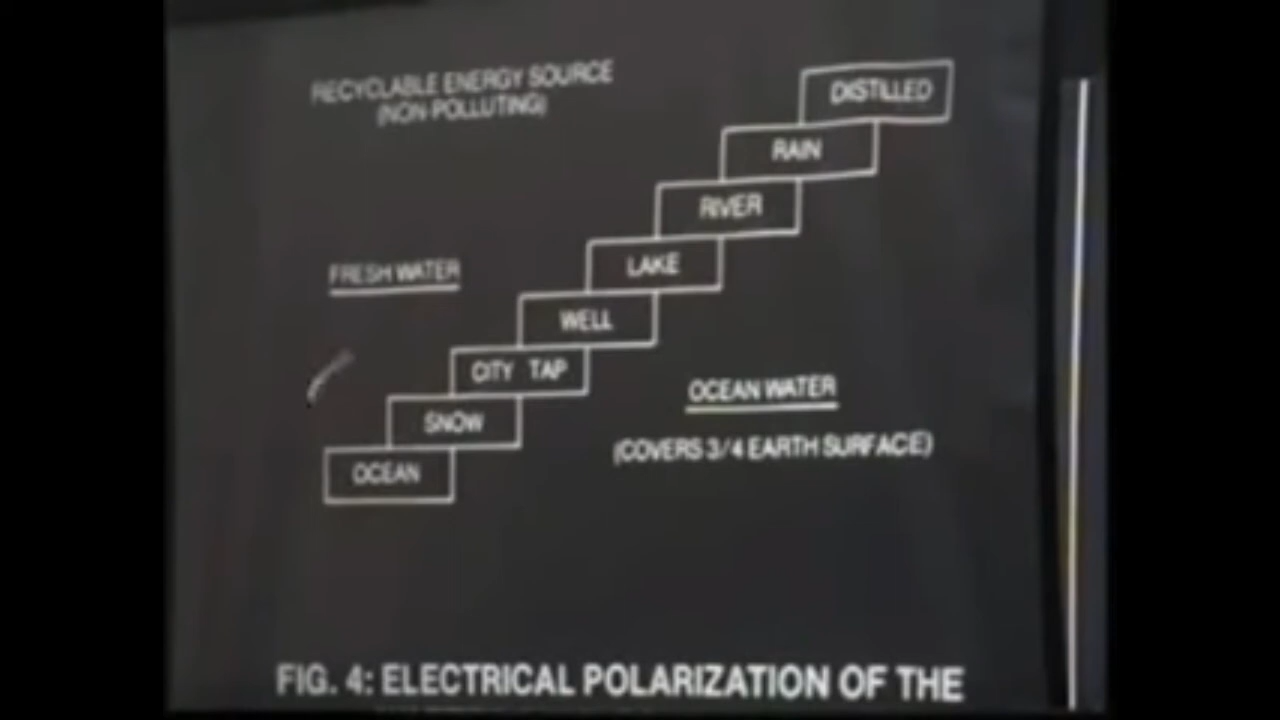 RECYCLABLE ENERGY SOURCE
(NON-POLLUTING)
DISTILLED
RAIN
RIVER
LAKE
FRESH WATER
WELL
CITY TAP
OCEAN WATER
SNOW
(COVERS 3/4 EARTH SURFACE)
OCEAN
FIG. 4: ELECTRICAL POLARIZATION OF THE